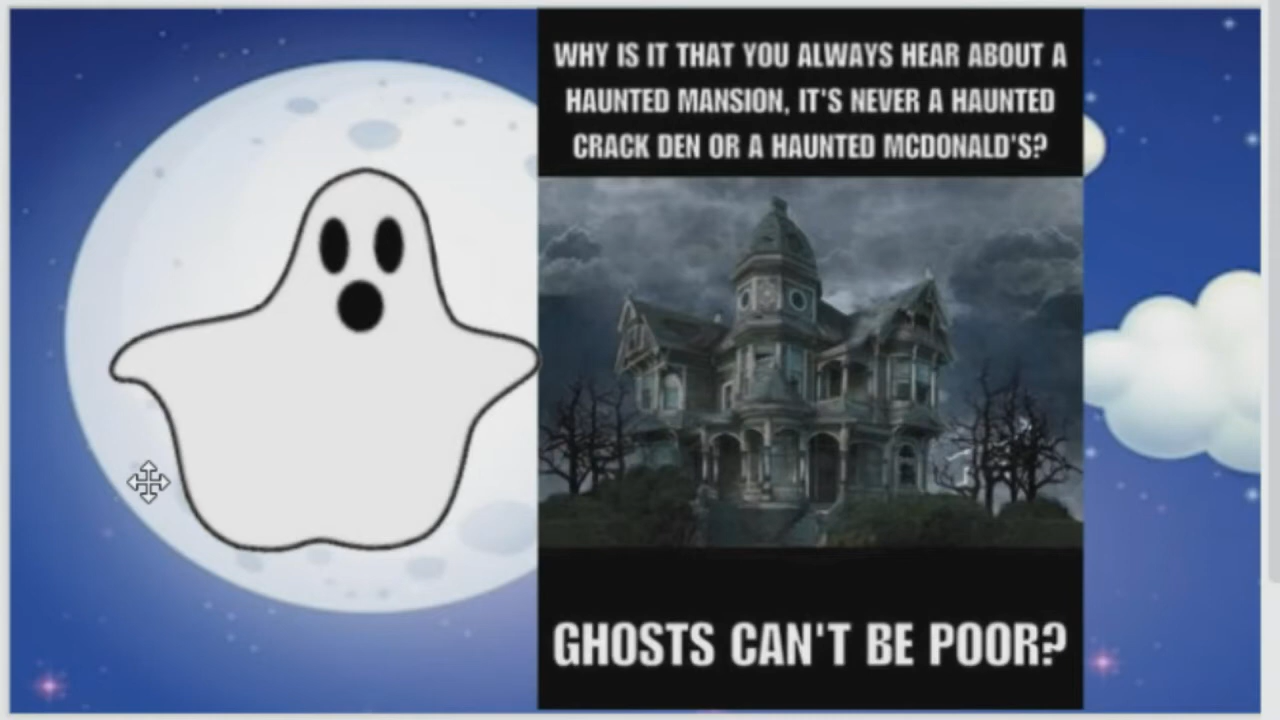 WHY IS IT THAT YOU ALWAYS HEAR ABOUT A
HAUNTED MANSION, IT'S NEVER A HAUNTED
CRACK DEN OR A HAUNTED MCDONALD'S?
GHOSTS CAN'T BE POOR?